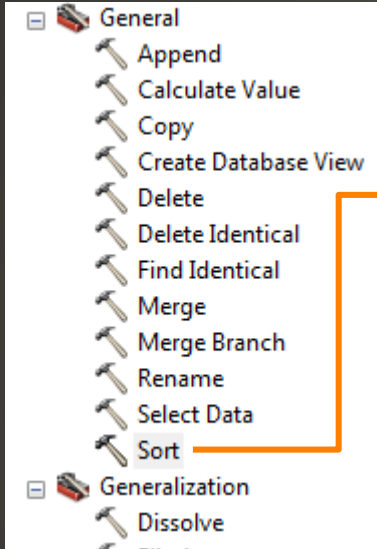 General
Append
Calculate Value
Copy
Create Database View
Delete
Delete Identical
Find Identical
Merge
Merge Branch
Rename
Select Data
Sort
Generalization
Dissolve